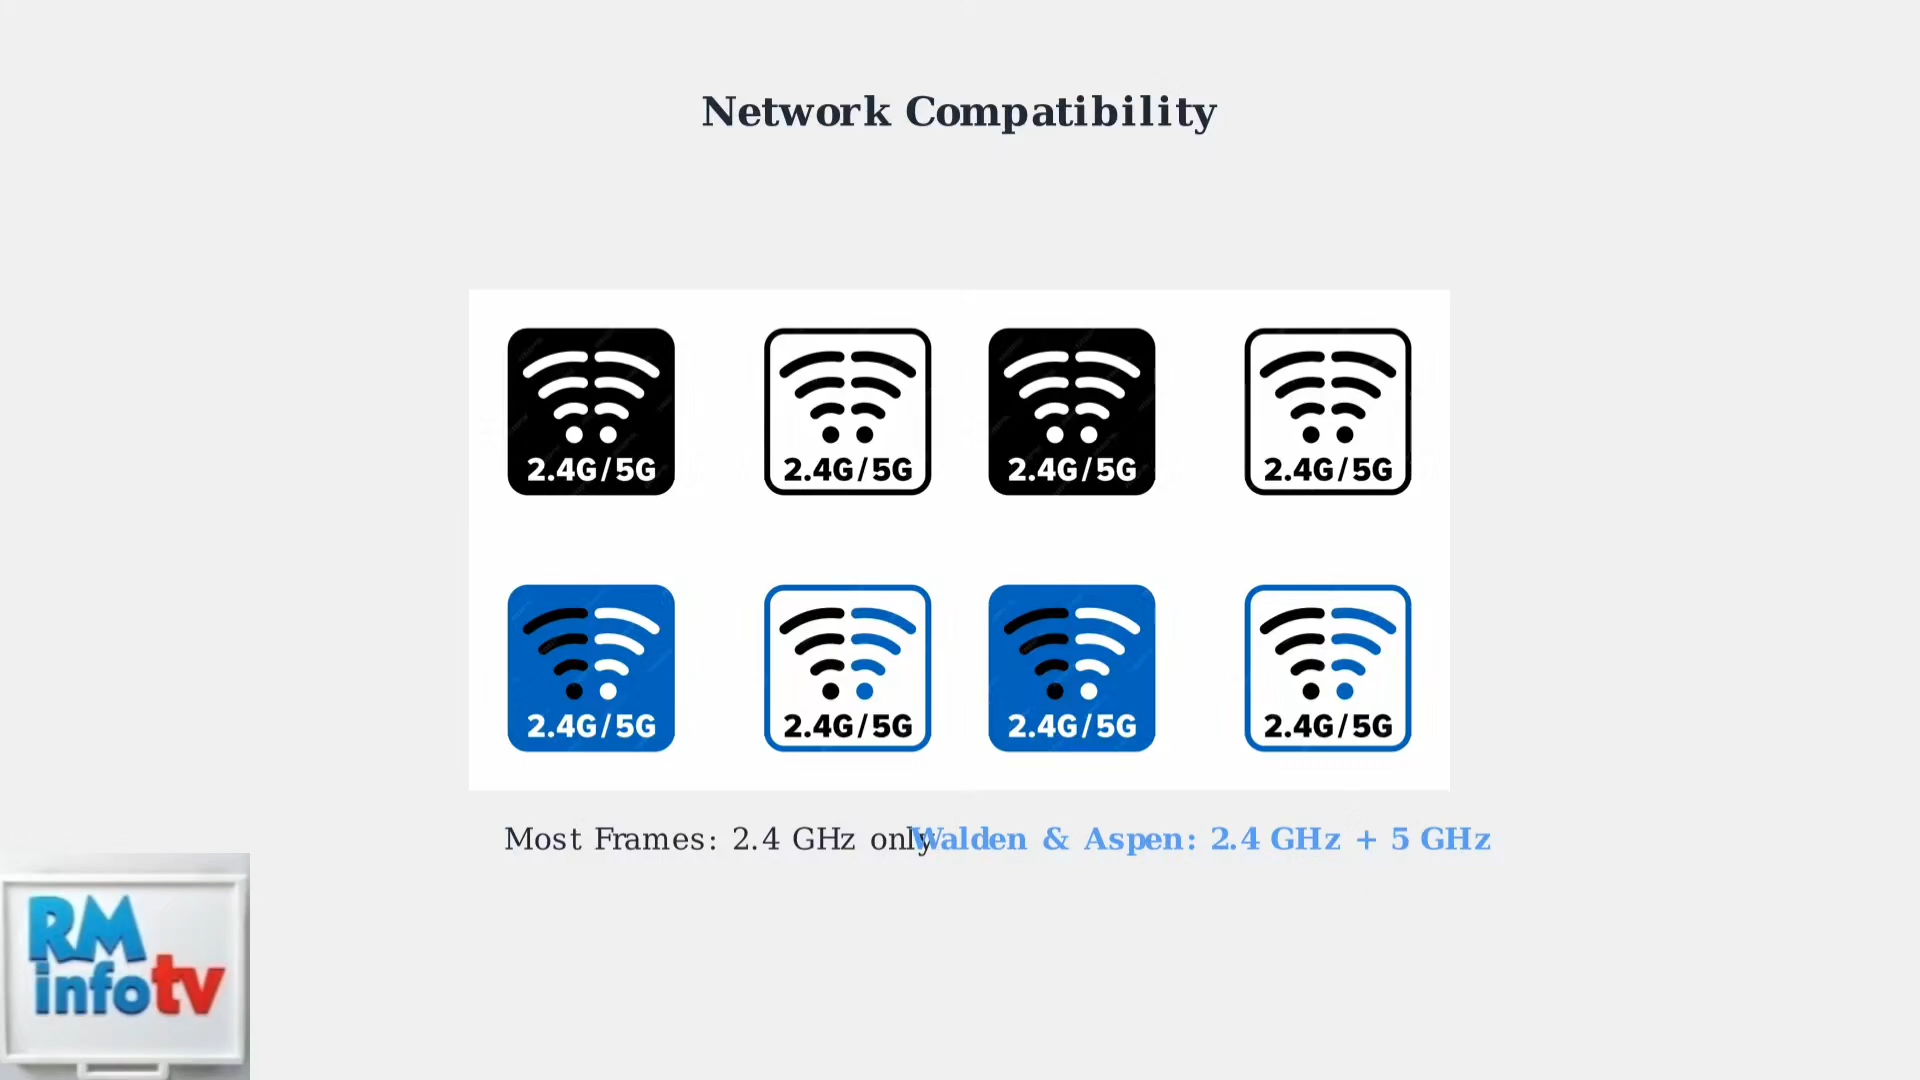 Network Compatibility
2.4G/5G 2.4G/5G 2.4G/5G 2.4G/5G
2.4G/5G 2.4G/5G 2.4G/5G 2.4G/5G
Most Frames: 2.4 GHz only Walden & Aspen: 2.4 GHz + 5 GHz
RM
infotv